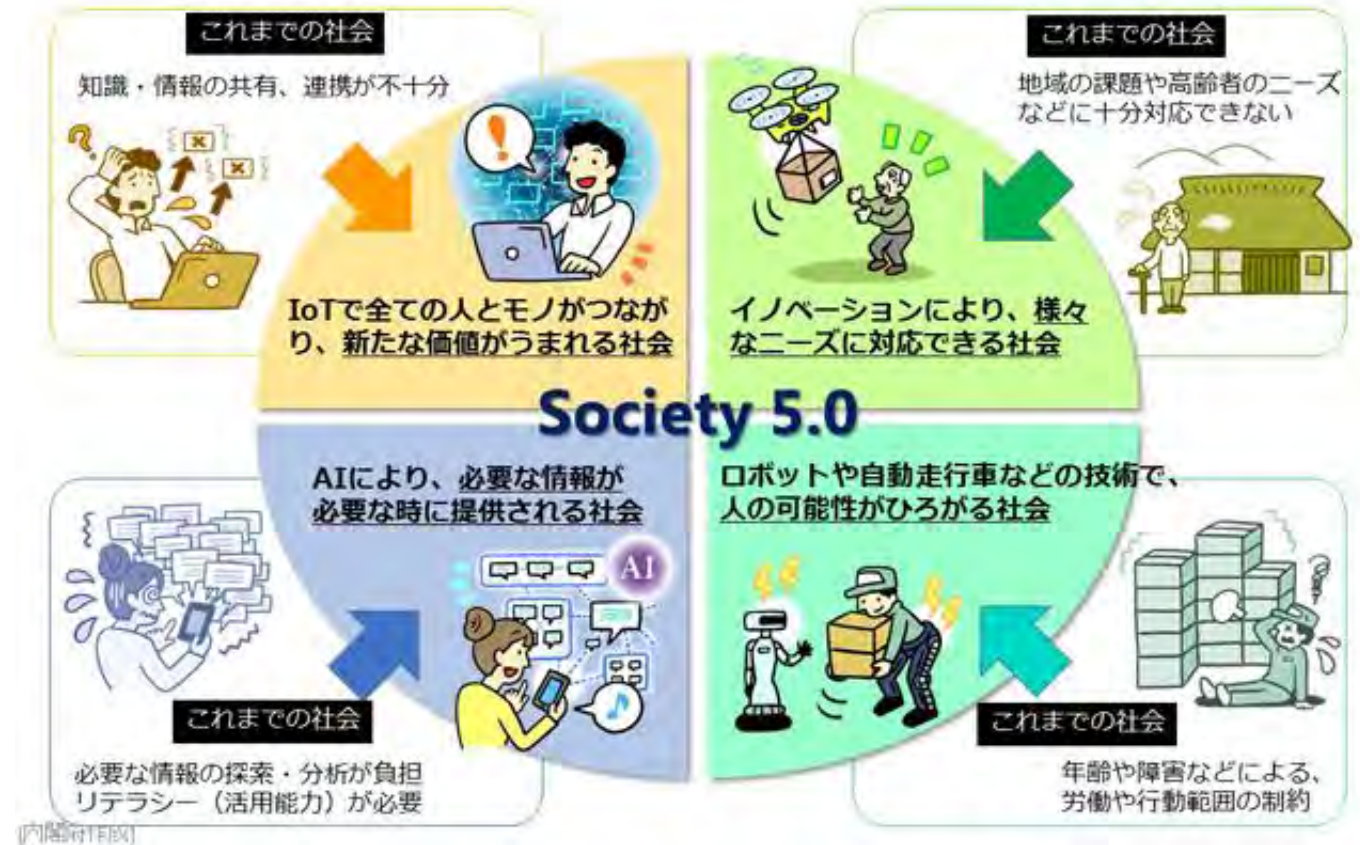 これまでの社会
知識・情報の共有、連携が不十分
IoTで全ての人とモノがつなが
り、新たな価値がうまれる社会
これまでの社会
地域の課題や高齢者のニーズ
などに十分対応できない
イノベーションにより、様々
なニーズに対応できる社会
Society 5.0
AIにより、必要な情報が
必要な時に提供される社会
AI
これまでの社会
必要な情報の探索・分析が負担
リテラシー（活用能力）が必要
ロボットや自動走行車などの技術で、
人の可能性がひろがる社会
これまでの社会
年齢や障害などによる、
労働や行動範囲の制約
[内閣府作成]